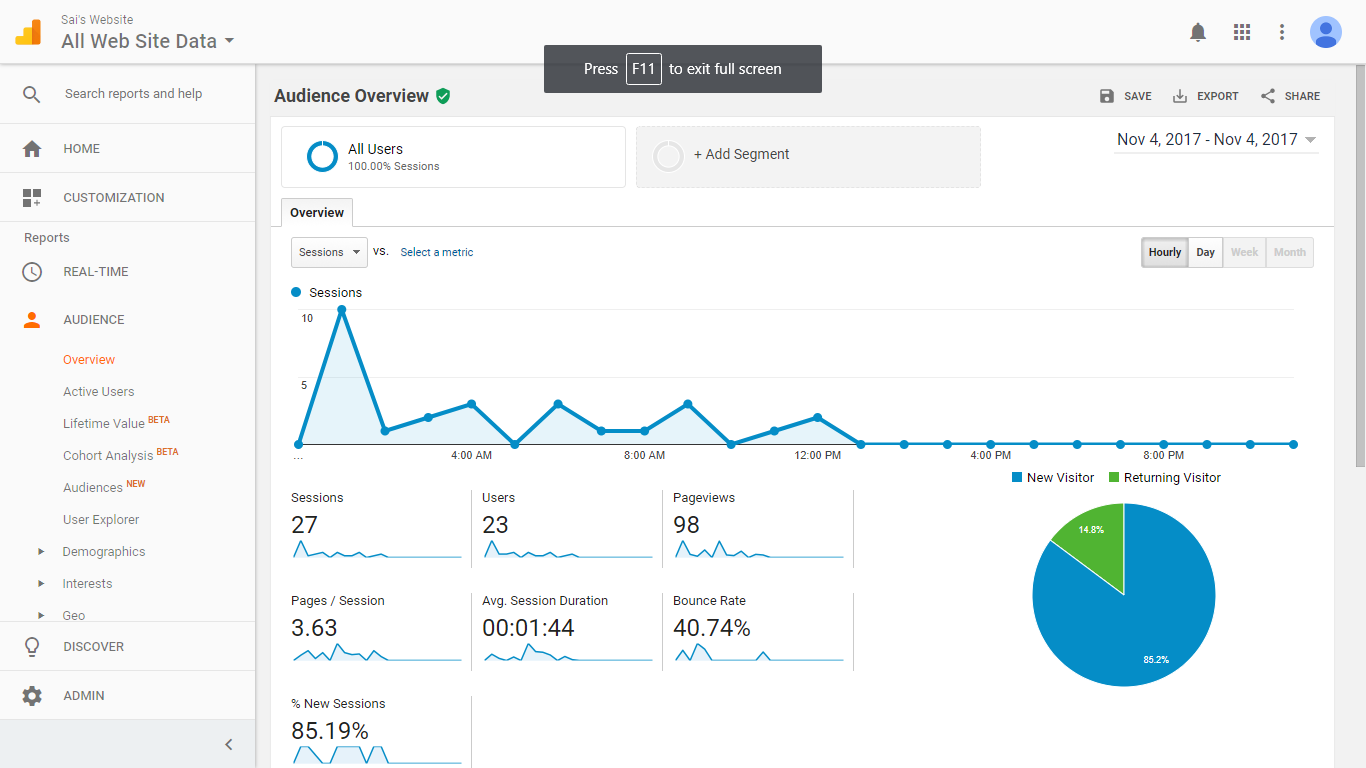 Sai's Website
All Web Site Data
Press F11 to exit full screen
Search reports and help
HOME
CUSTOMIZATION
Reports
REAL-TIME
AUDIENCE
Overview
Active Users
Lifetime Value BETA
Cohort Analysis BETA
Audiences NEW
User Explorer
Demographics
Interests
Geo
DISCOVER
ADMIN
Audience Overview
SAVE
EXPORT
SHARE
All Users
100.00% Sessions
+ Add Segment
Nov 4, 2017 - Nov 4, 2017
Overview
Sessions vs. Select a metric
Hourly Day Week Month
Sessions
10
5
... 4:00 AM 8:00 AM 12:00 PM 4:00 PM 8:00 PM
New Visitor Returning Visitor
14.8%
85.2%
Sessions
27
Users
23
Pageviews
98
Pages / Session
3.63
Avg. Session Duration
00:01:44
Bounce Rate
40.74%
% New Sessions
85.19%